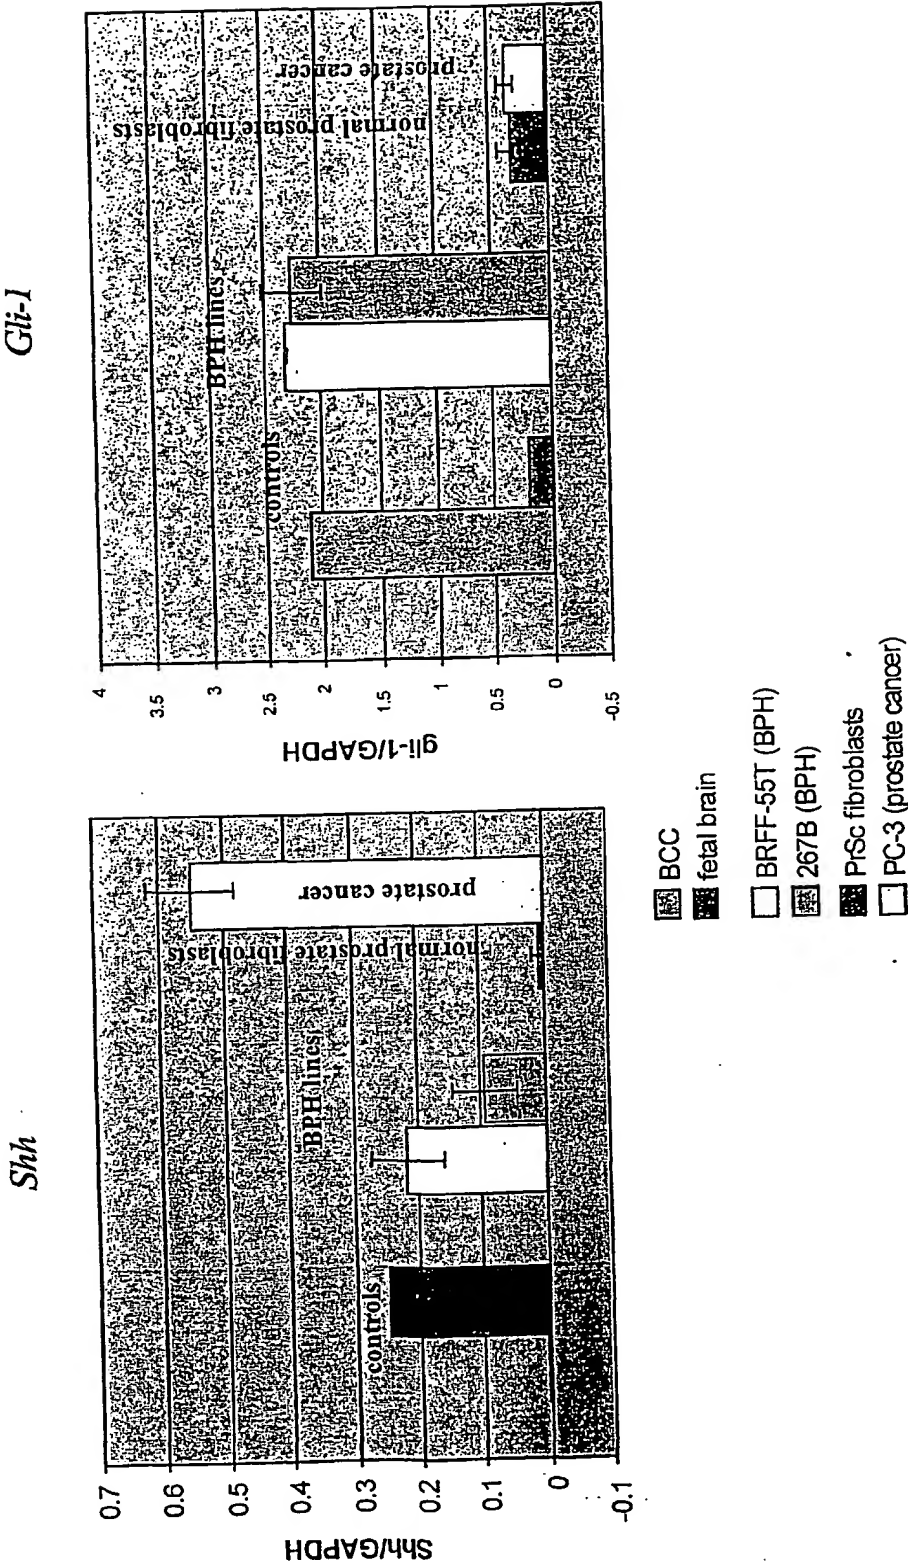 Shh
Shh/GAPDH
0.7
0.6
0.5
0.4
0.3
0.2
0.1
0
-0.1
controls
BPH lines
normal prostate fibroblasts
prostate cancer
Gli-1
gli-1/GAPDH
4
3.5
3
2.5
2
1.5
1
0.5
0
-0.5
controls
BPH lines
normal prostate fibroblasts
prostate cancer
BCC
fetal brain
BRFF-55T (BPH)
267B (BPH)
PrSc fibroblasts
PC-3 (prostate cancer)